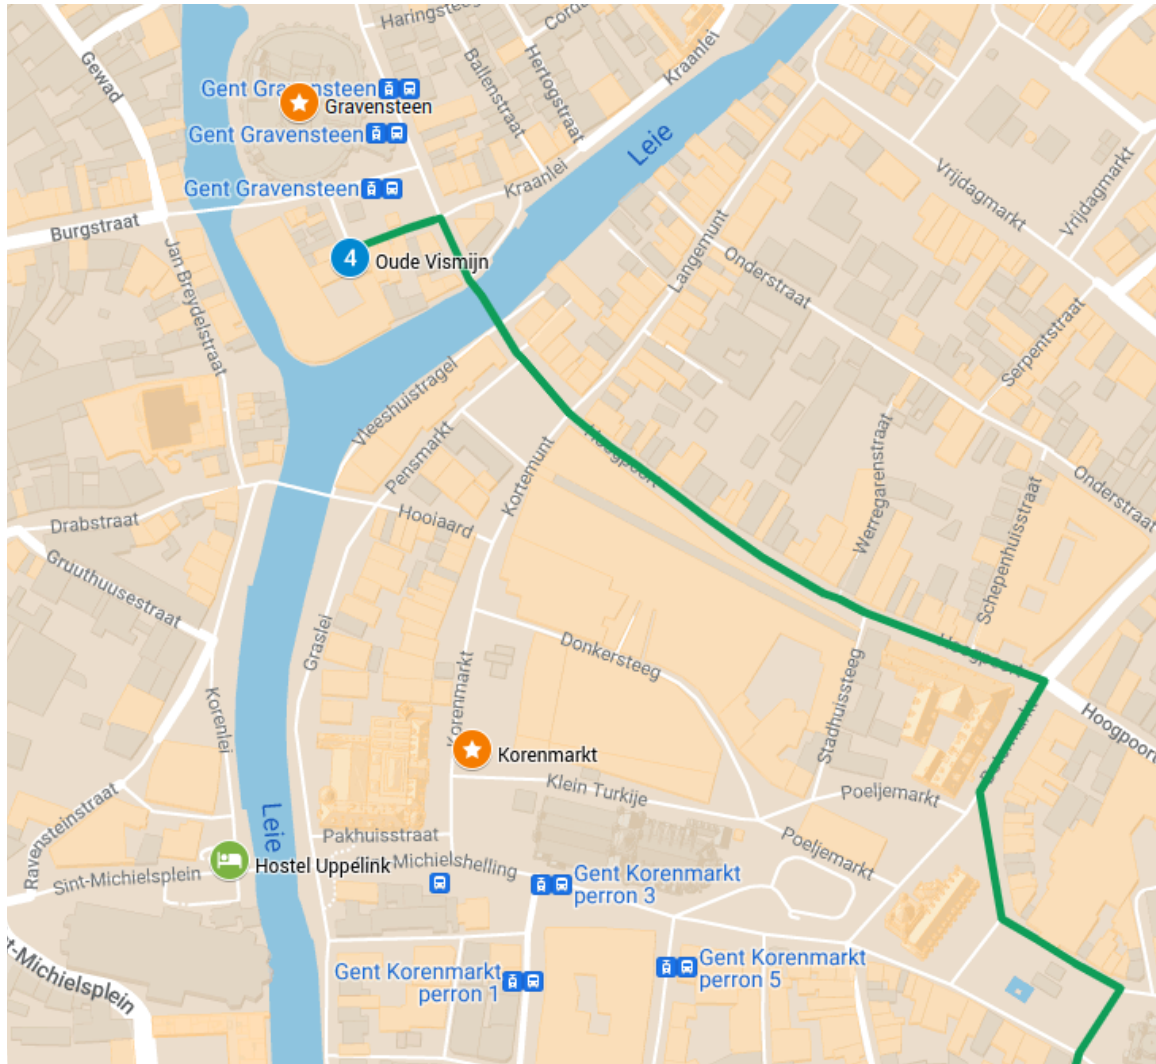 Haringsteeg
Gewad
Ballenstraat
Hertogstraat
Kraanlei
Gent Gravensteen
Gravensteen
Gent Gravensteen
Leie
Gent Gravensteen
Kraanlei
Vrijdagmarkt
Vrijdagmarkt
Burgstraat
Langemunt
4
Oude Vismijn
Onderstraat
Jan Breydelstraat
Serpentstraat
Vleeshuistragel
Pensmarkt
Hoogpoort
Kortemunt
Werregarenstraat
Onderstraat
Drabstraat
Hooiaard
Schepenhuisstraat
Gruuthuusestraat
Graslei
Donkersteeg
Hoogpoort
Korenlei
Korenmarkt
Stadhuissteeg
Botermarkt
Hoogpoort
Korenmarkt
Klein Turkije
Poeljemarkt
Ravensteinstraat
Leie
Pakhuisstraat
Poeljemarkt
Hostel Uppelink
Michielshelling
Sint-Michielsplein
Gent Korenmarkt
perron 3
nt-Michielsplein
Gent Korenmarkt
perron 1
Gent Korenmarkt
perron 5